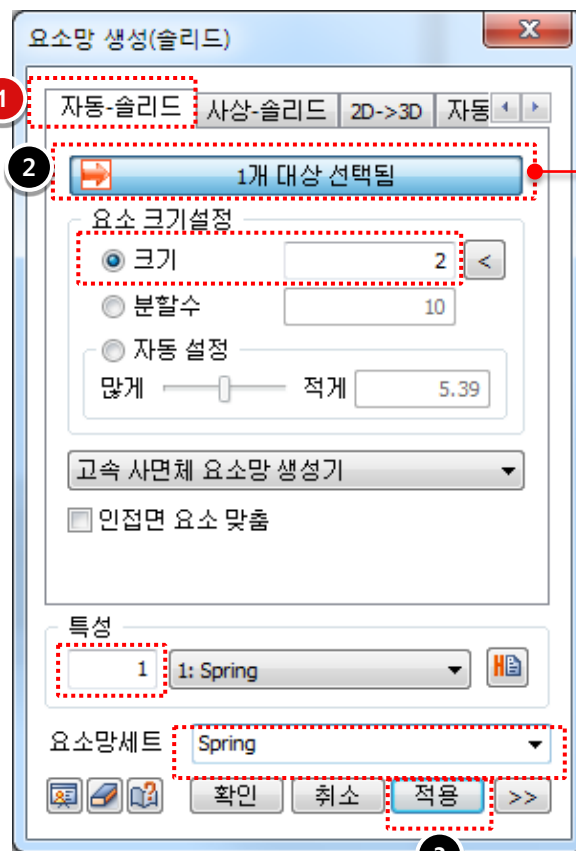 요소망 생성(솔리드)
1
자동-솔리드 사상-솔리드 2D->3D 자동
2
1개 대상 선택됨
요소 크기설정
크기 2 <
분할수 10
자동 설정
많게 적게 5.39
고속 사면체 요소망 생성기
인접면 요소 맞춤
특성
1 1: Spring
요소망세트 Spring
확인 취소 적용 >>